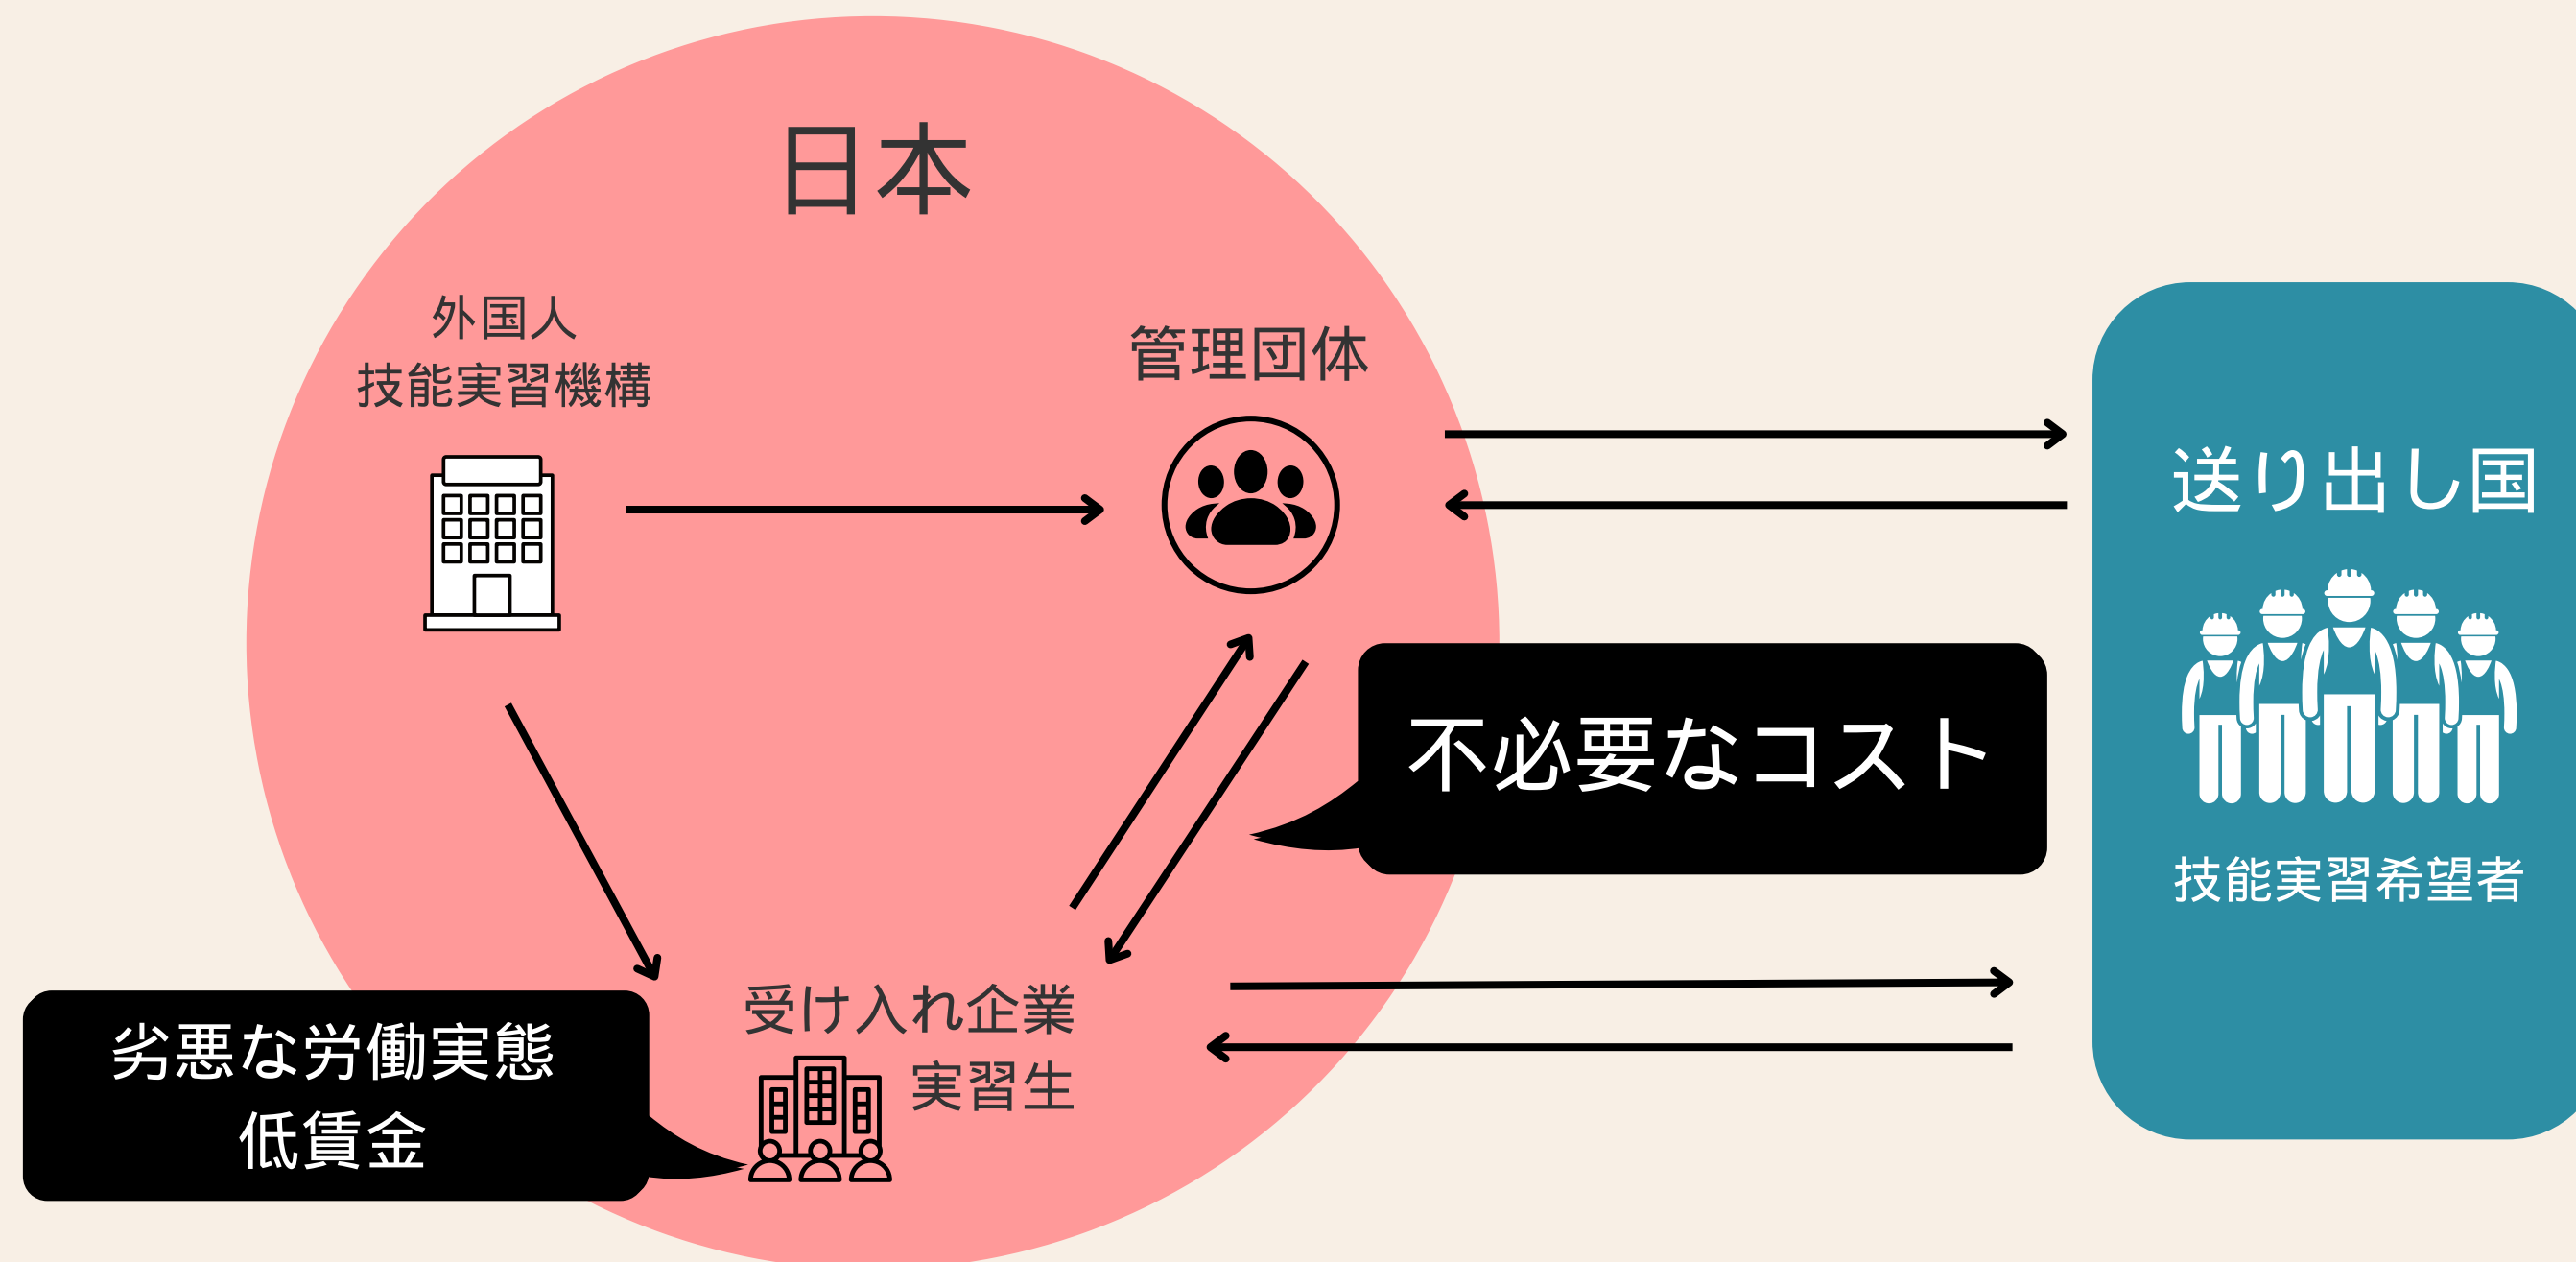 日本
外国人
技能実習機構
管理団体
送り出し国
不必要なコスト
技能実習希望者
受け入れ企業
実習生
劣悪な労働実態
低賃金